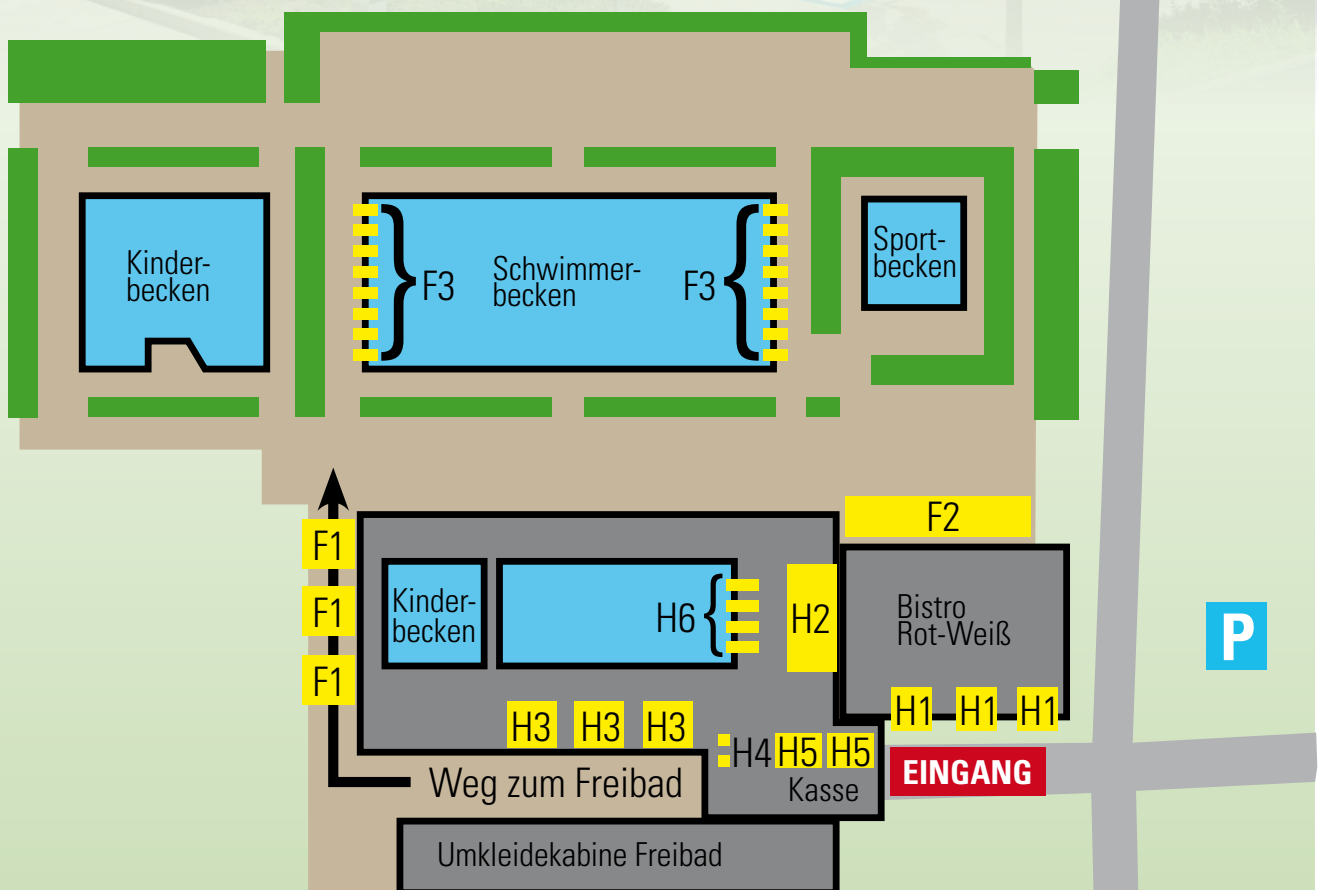 Kinder-
becken
F3
Schwimmer-
becken
F3
Sport-
becken
F1
F1
F1
F2
Kinder-
becken
H6
H2
Bistro
Rot-Weiß
P
H3 H3 H3
H1 H1 H1
H4 H5 H5
Kasse
EINGANG
Weg zum Freibad
Umkleidekabine Freibad